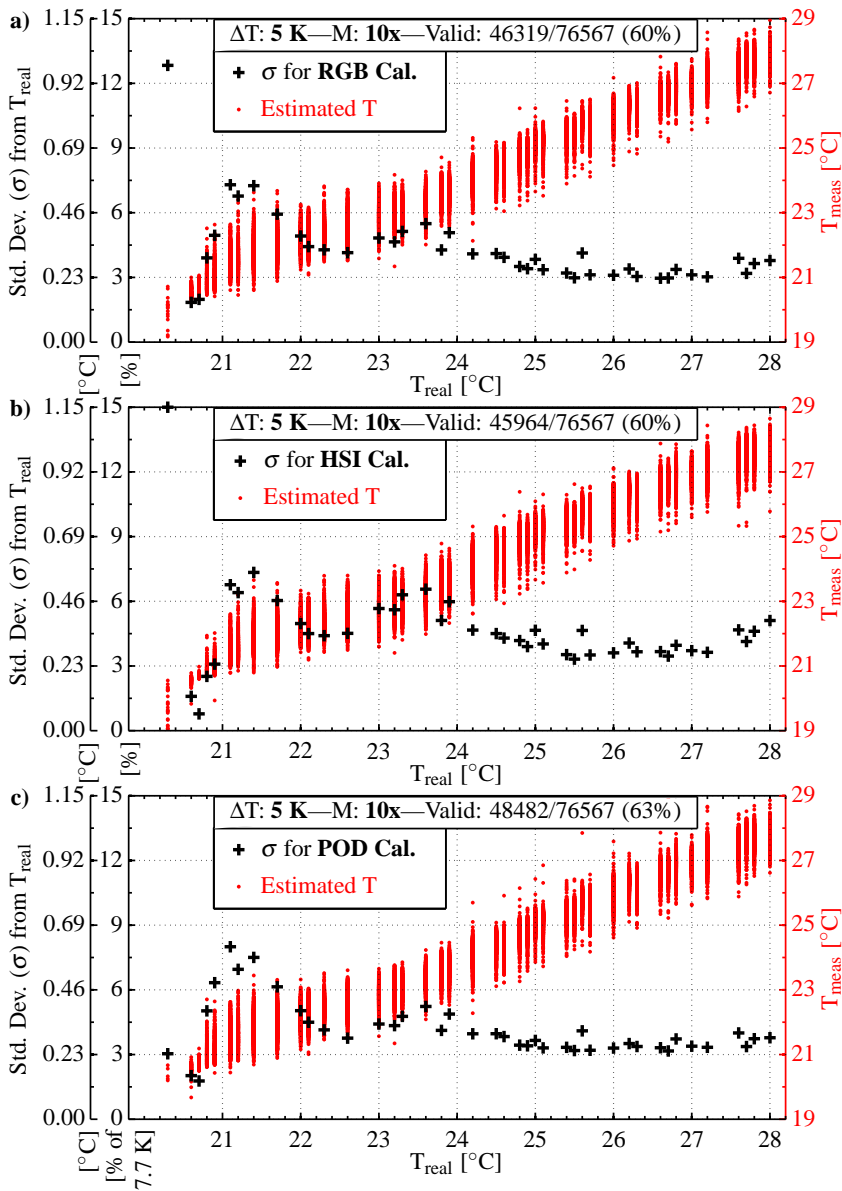 a)
ΔT: 5 K—M: 10x—Valid: 46319/76567 (60%)
σ for RGB Cal.
Estimated T
Std. Dev. (σ) from T_real
1.15
0.92
0.69
0.46
0.23
0.00
[°C]
15
12
9
6
3
0
[%]
21 22 23 24 25 26 27 28
T_real [°C]
29
27
25
23
21
19
T_meas [°C]
b)
ΔT: 5 K—M: 10x—Valid: 45964/76567 (60%)
σ for HSI Cal.
Estimated T
Std. Dev. (σ) from T_real
1.15
0.92
0.69
0.46
0.23
0.00
[°C]
15
12
9
6
3
0
[%]
21 22 23 24 25 26 27 28
T_real [°C]
29
27
25
23
21
19
T_meas [°C]
c)
ΔT: 5 K—M: 10x—Valid: 48482/76567 (63%)
σ for POD Cal.
Estimated T
Std. Dev. (σ) from T_real
1.15
0.92
0.69
0.46
0.23
0.00
[°C]
15
12
9
6
3
0
[% of
7.7 K]
21 22 23 24 25 26 27 28
T_real [°C]
29
27
25
23
21
19
T_meas [°C]